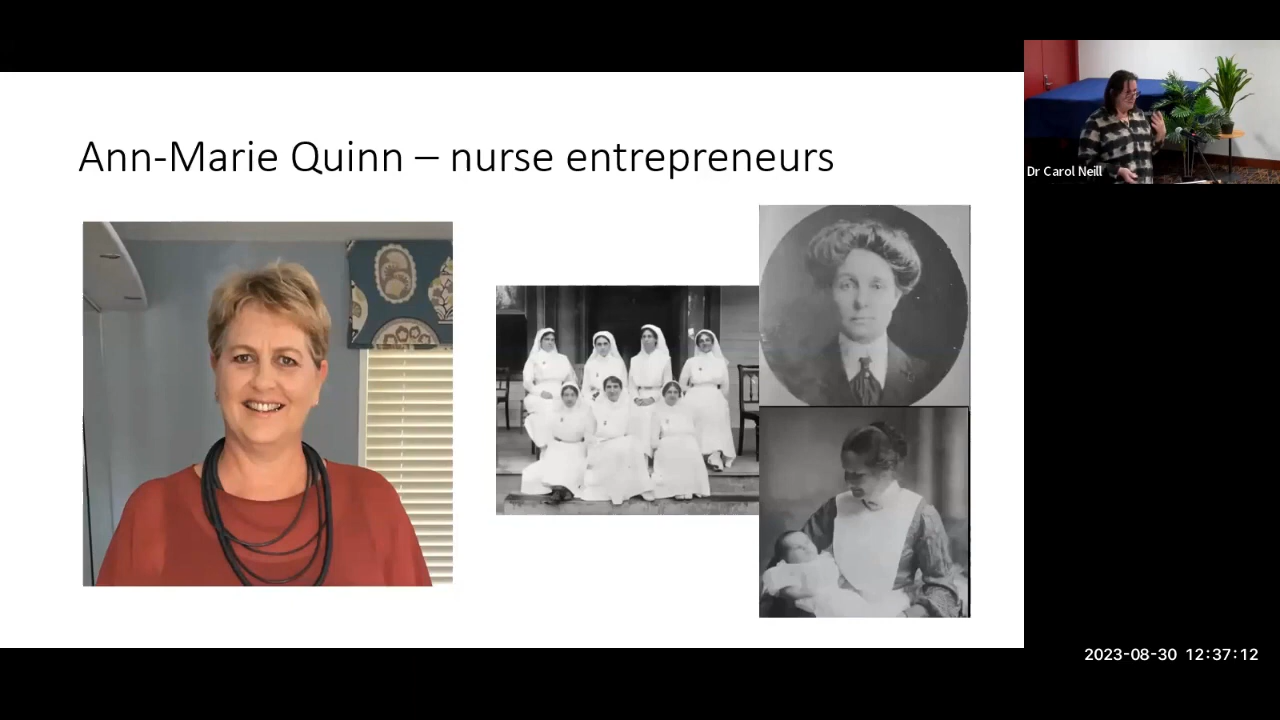 Ann-Marie Quinn – nurse entrepreneurs
Dr Carol Neill
2023-08-30 12:37:12